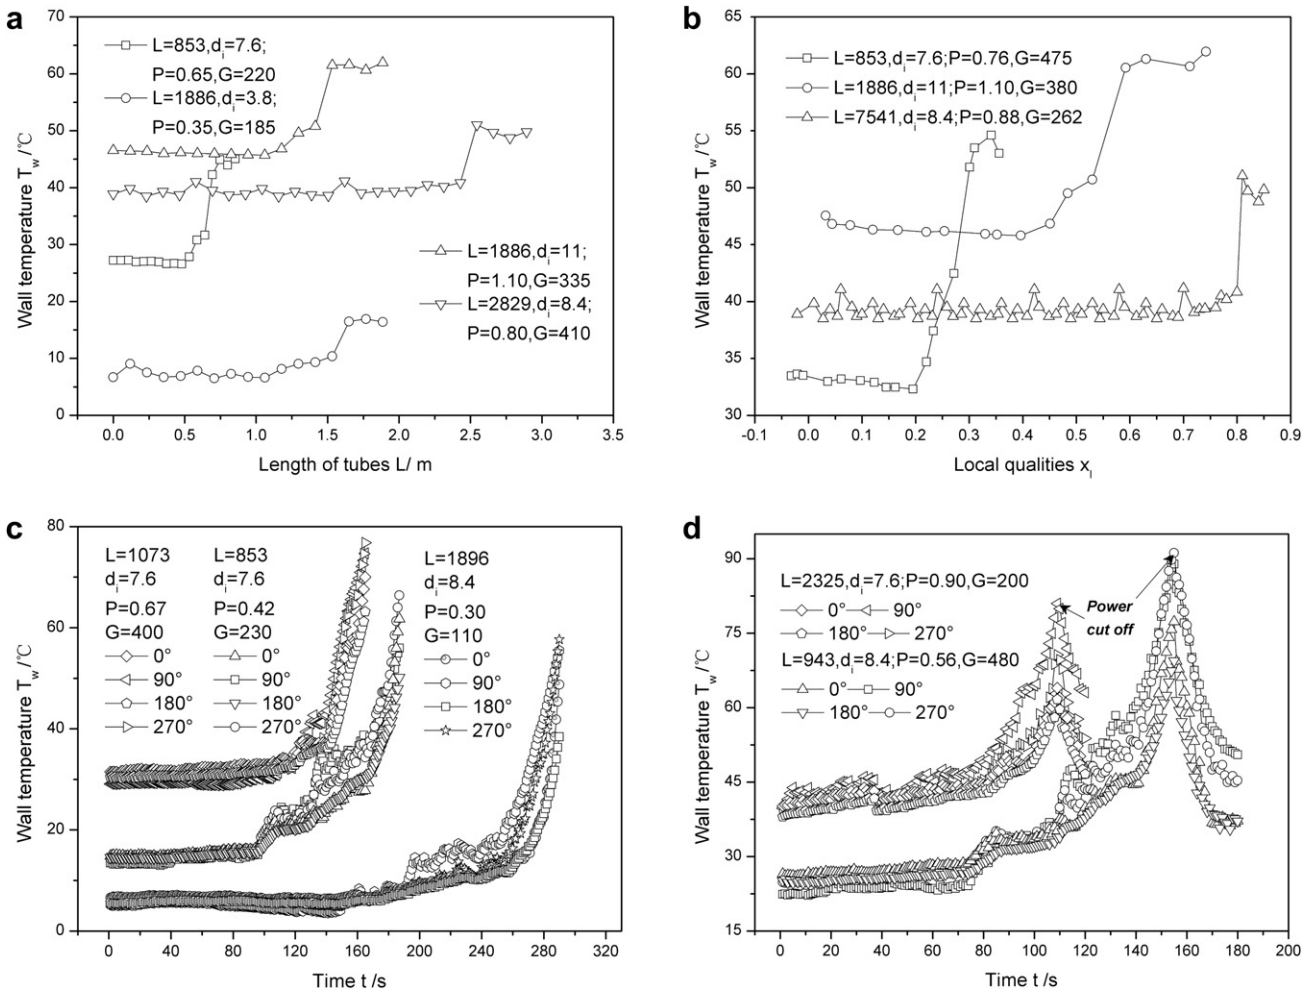 a
Wall temperature Tw /℃
70
60
50
40
30
20
10
0
L=853,di=7.6;
P=0.65,G=220
L=1886,di=3.8;
P=0.35,G=185
L=1886,di=11;
P=1.10,G=335
L=2829,di=8.4;
P=0.80,G=410
0.0 0.5 1.0 1.5 2.0 2.5 3.0 3.5
Length of tubes L/ m
b
Wall temperature Tw /℃
65
60
55
50
45
40
35
30
L=853,di=7.6;P=0.76,G=475
L=1886,di=11;P=1.10,G=380
L=7541,di=8.4;P=0.88,G=262
-0.1 0.0 0.1 0.2 0.3 0.4 0.5 0.6 0.7 0.8 0.9
Local qualities xl
c
Wall temperature Tw /℃
80
60
40
20
0
L=1073
di=7.6
P=0.67
G=400
0°
90°
180°
270°
L=853
di=7.6
P=0.42
G=230
0°
90°
180°
270°
L=1896
di=8.4
P=0.30
G=110
0°
90°
180°
270°
0 40 80 120 160 200 240 280 320
Time t /s
d
Wall temperature Tw /℃
90
75
60
45
30
15
L=2325,di=7.6;P=0.90,G=200
0° 90°
180° 270°
L=943,di=8.4;P=0.56,G=480
0° 90°
180° 270°
Power
cut off
0 20 40 60 80 100 120 140 160 180 200
Time t /s